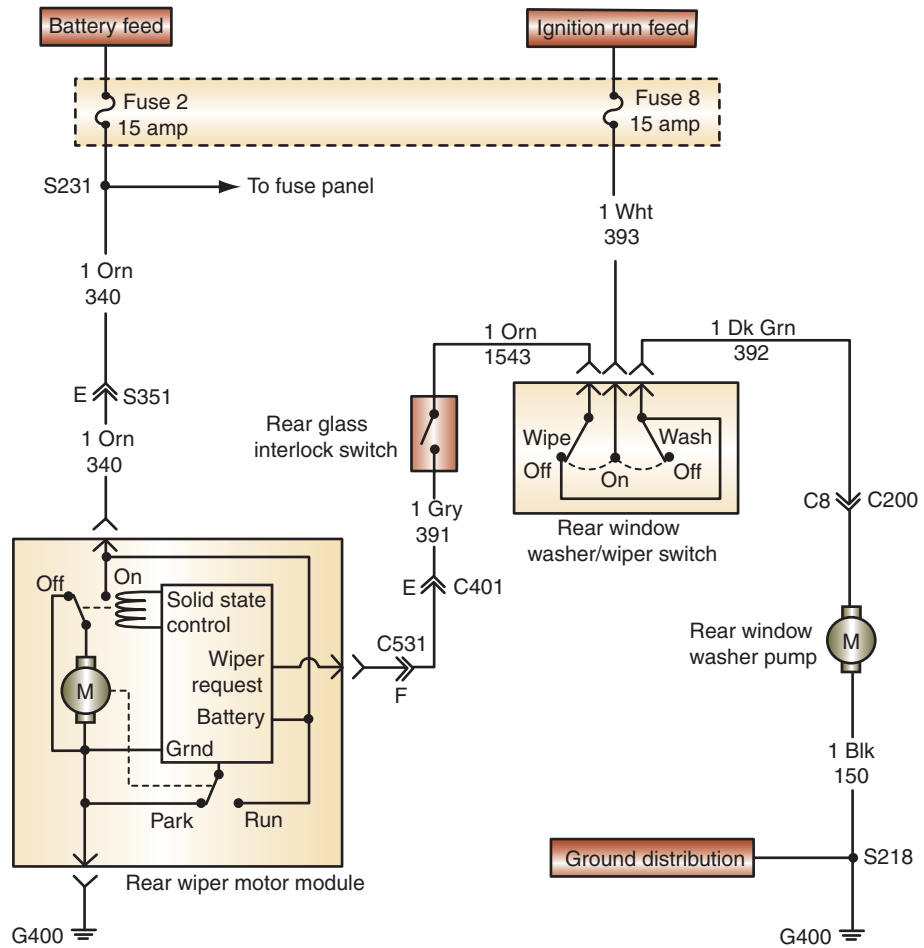 Battery feed
Ignition run feed
Fuse 2
15 amp
Fuse 8
15 amp
S231
To fuse panel
1 Wht
393
1 Orn
340
1 Orn
1543
1 Dk Grn
392
E
S351
Rear glass
interlock switch
Wipe
Wash
Off
On
Off
1 Orn
340
1 Gry
391
Rear window
washer/wiper switch
C8
C200
E
C401
Off
On
Solid state
control
C531
F
Wiper
request
Rear window
washer pump
M
M
Battery
Grnd
1 Blk
150
Park
Run
Ground distribution
S218
Rear wiper motor module
G400
G400